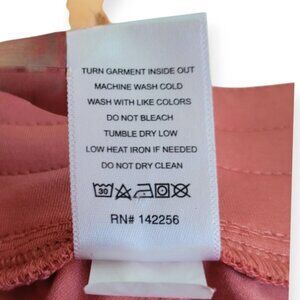 TURN GARMENT INSIDE OUT
MACHINE WASH COLD
WASH WITH LIKE COLORS
DO NOT BLEACH
TUMBLE DRY LOW
LOW HEAT IRON IF NEEDED
DO NOT DRY CLEAN
30
RN# 142256